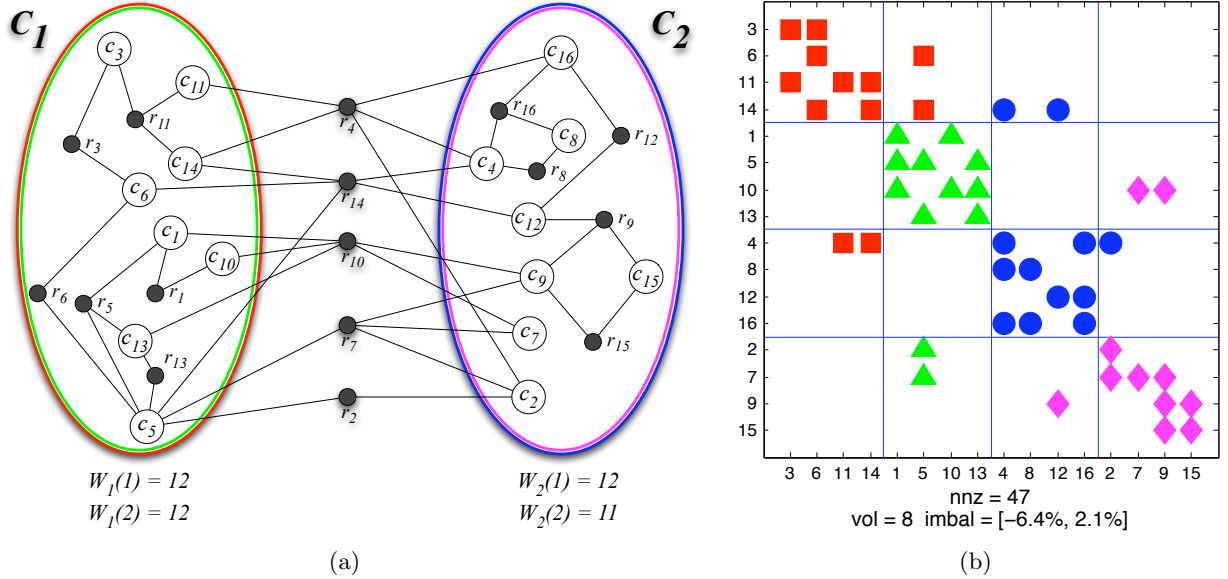 C₁
C₂
c₃
c₁₁
r₁₁
r₃
c₁₄
c₆
c₁
c₁₀
r₆
r₅
r₁
c₁₃
r₁₃
c₅
r₄
r₁₄
r₁₀
r₇
r₂
c₁₆
r₁₆
c₈
r₁₂
c₄
r₈
c₁₂
r₉
c₉
c₁₅
c₇
r₁₅
c₂
W₁(1) = 12
W₁(2) = 12
W₂(1) = 12
W₂(2) = 11
(a)
3
6
11
14
1
5
10
13
4
8
12
16
2
7
9
15
3 6 11 14 1 5 10 13 4 8 12 16 2 7 9 15
nnz = 47
vol = 8 imbal = [−6.4%, 2.1%]
(b)